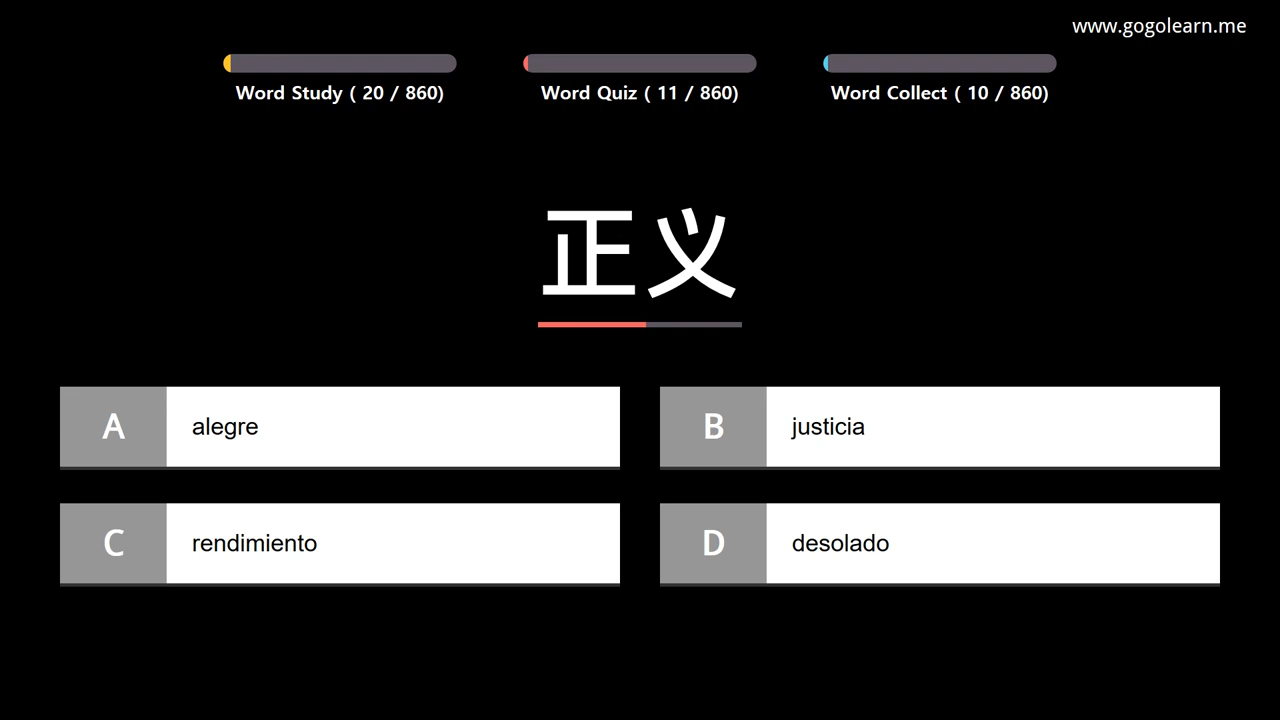 www.gogolearn.me
Word Study ( 20 / 860)
Word Quiz ( 11 / 860)
Word Collect ( 10 / 860)
正义
A alegre
B justicia
C rendimiento
D desolado